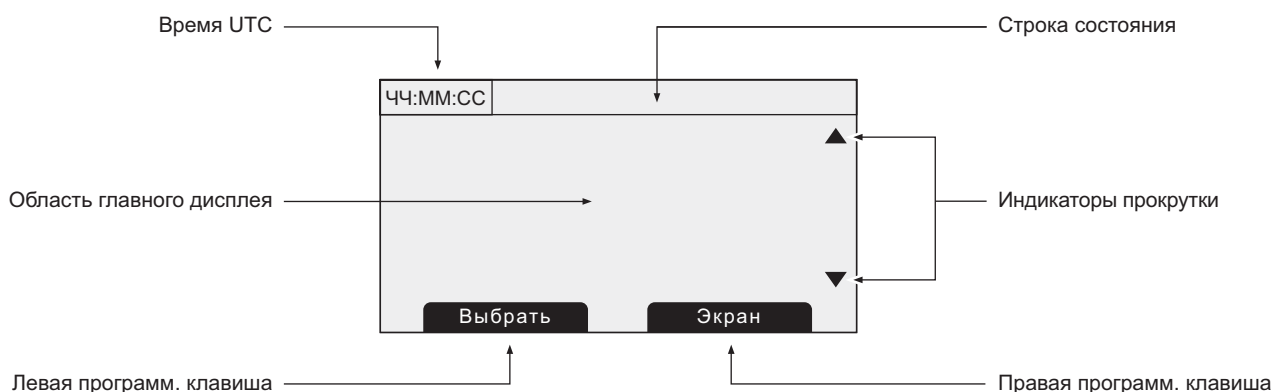 Время UTC
Строка состояния
ЧЧ:ММ:СС
Область главного дисплея
Индикаторы прокрутки
Выбрать
Экран
Левая программ. клавиша
Правая программ. клавиша